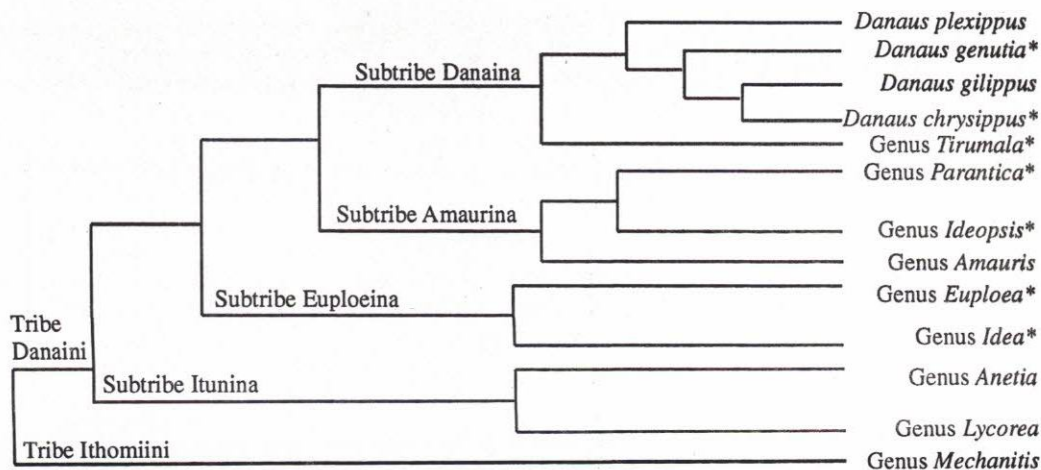 Danaus plexippus
Danaus genutia*
Subtribe Danaina
Danaus gilippus
Danaus chrysippus*
Genus Tirumala*
Genus Parantica*
Subtribe Amaurina
Genus Ideopsis*
Genus Amauris
Genus Euploea*
Subtribe Euploeina
Tribe
Danaini
Genus Idea*
Subtribe Itunina
Genus Anetia
Genus Lycorea
Tribe Ithomiini
Genus Mechanitis